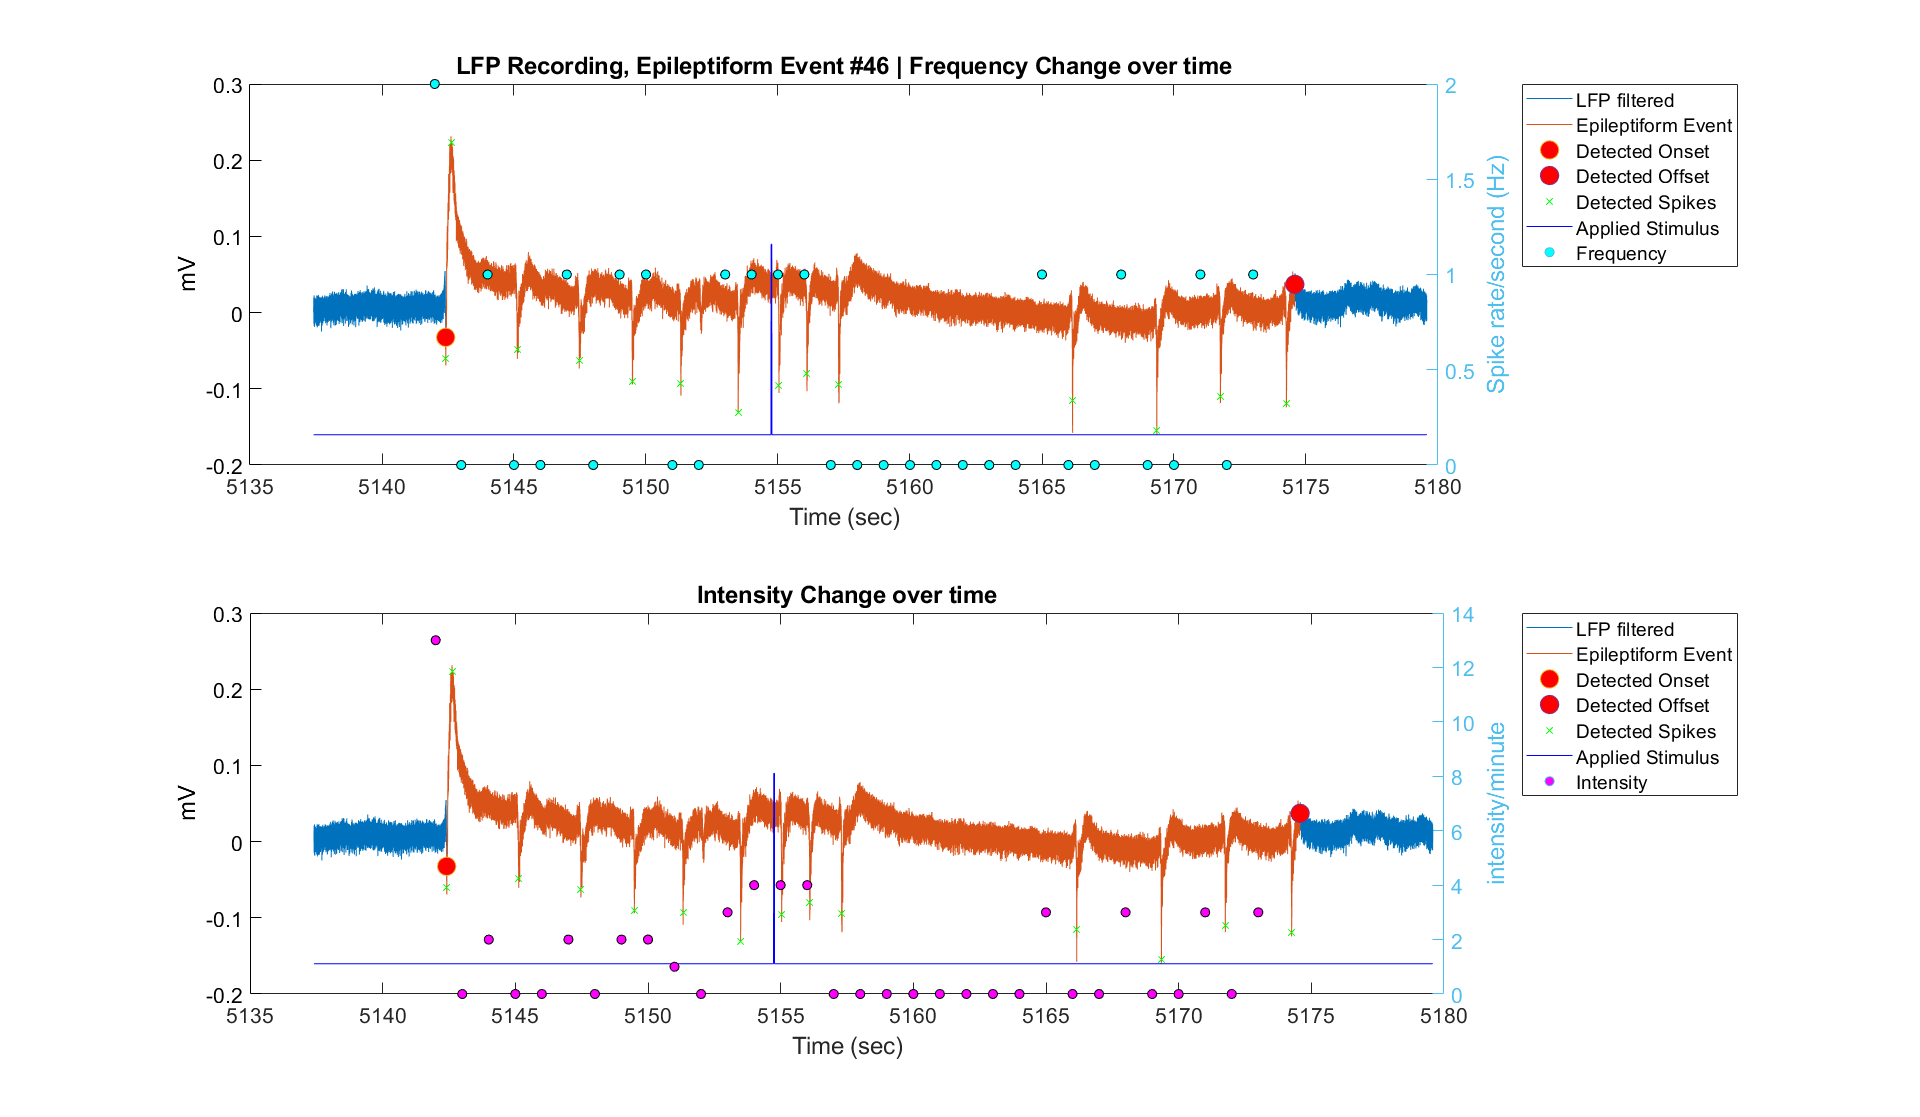 LFP Recording, Epileptiform Event #46 | Frequency Change over time
0.3
0.2
0.1
0
-0.1
-0.2
mV
2
1.5
1
0.5
0
Spike rate/second (Hz)
5135 5140 5145 5150 5155 5160 5165 5170 5175 5180
Time (sec)
LFP filtered
Epileptiform Event
Detected Onset
Detected Offset
Detected Spikes
Applied Stimulus
Frequency
Intensity Change over time
0.3
0.2
0.1
0
-0.1
-0.2
mV
14
12
10
8
6
4
2
0
intensity/minute
5135 5140 5145 5150 5155 5160 5165 5170 5175 5180
Time (sec)
LFP filtered
Epileptiform Event
Detected Onset
Detected Offset
Detected Spikes
Applied Stimulus
Intensity